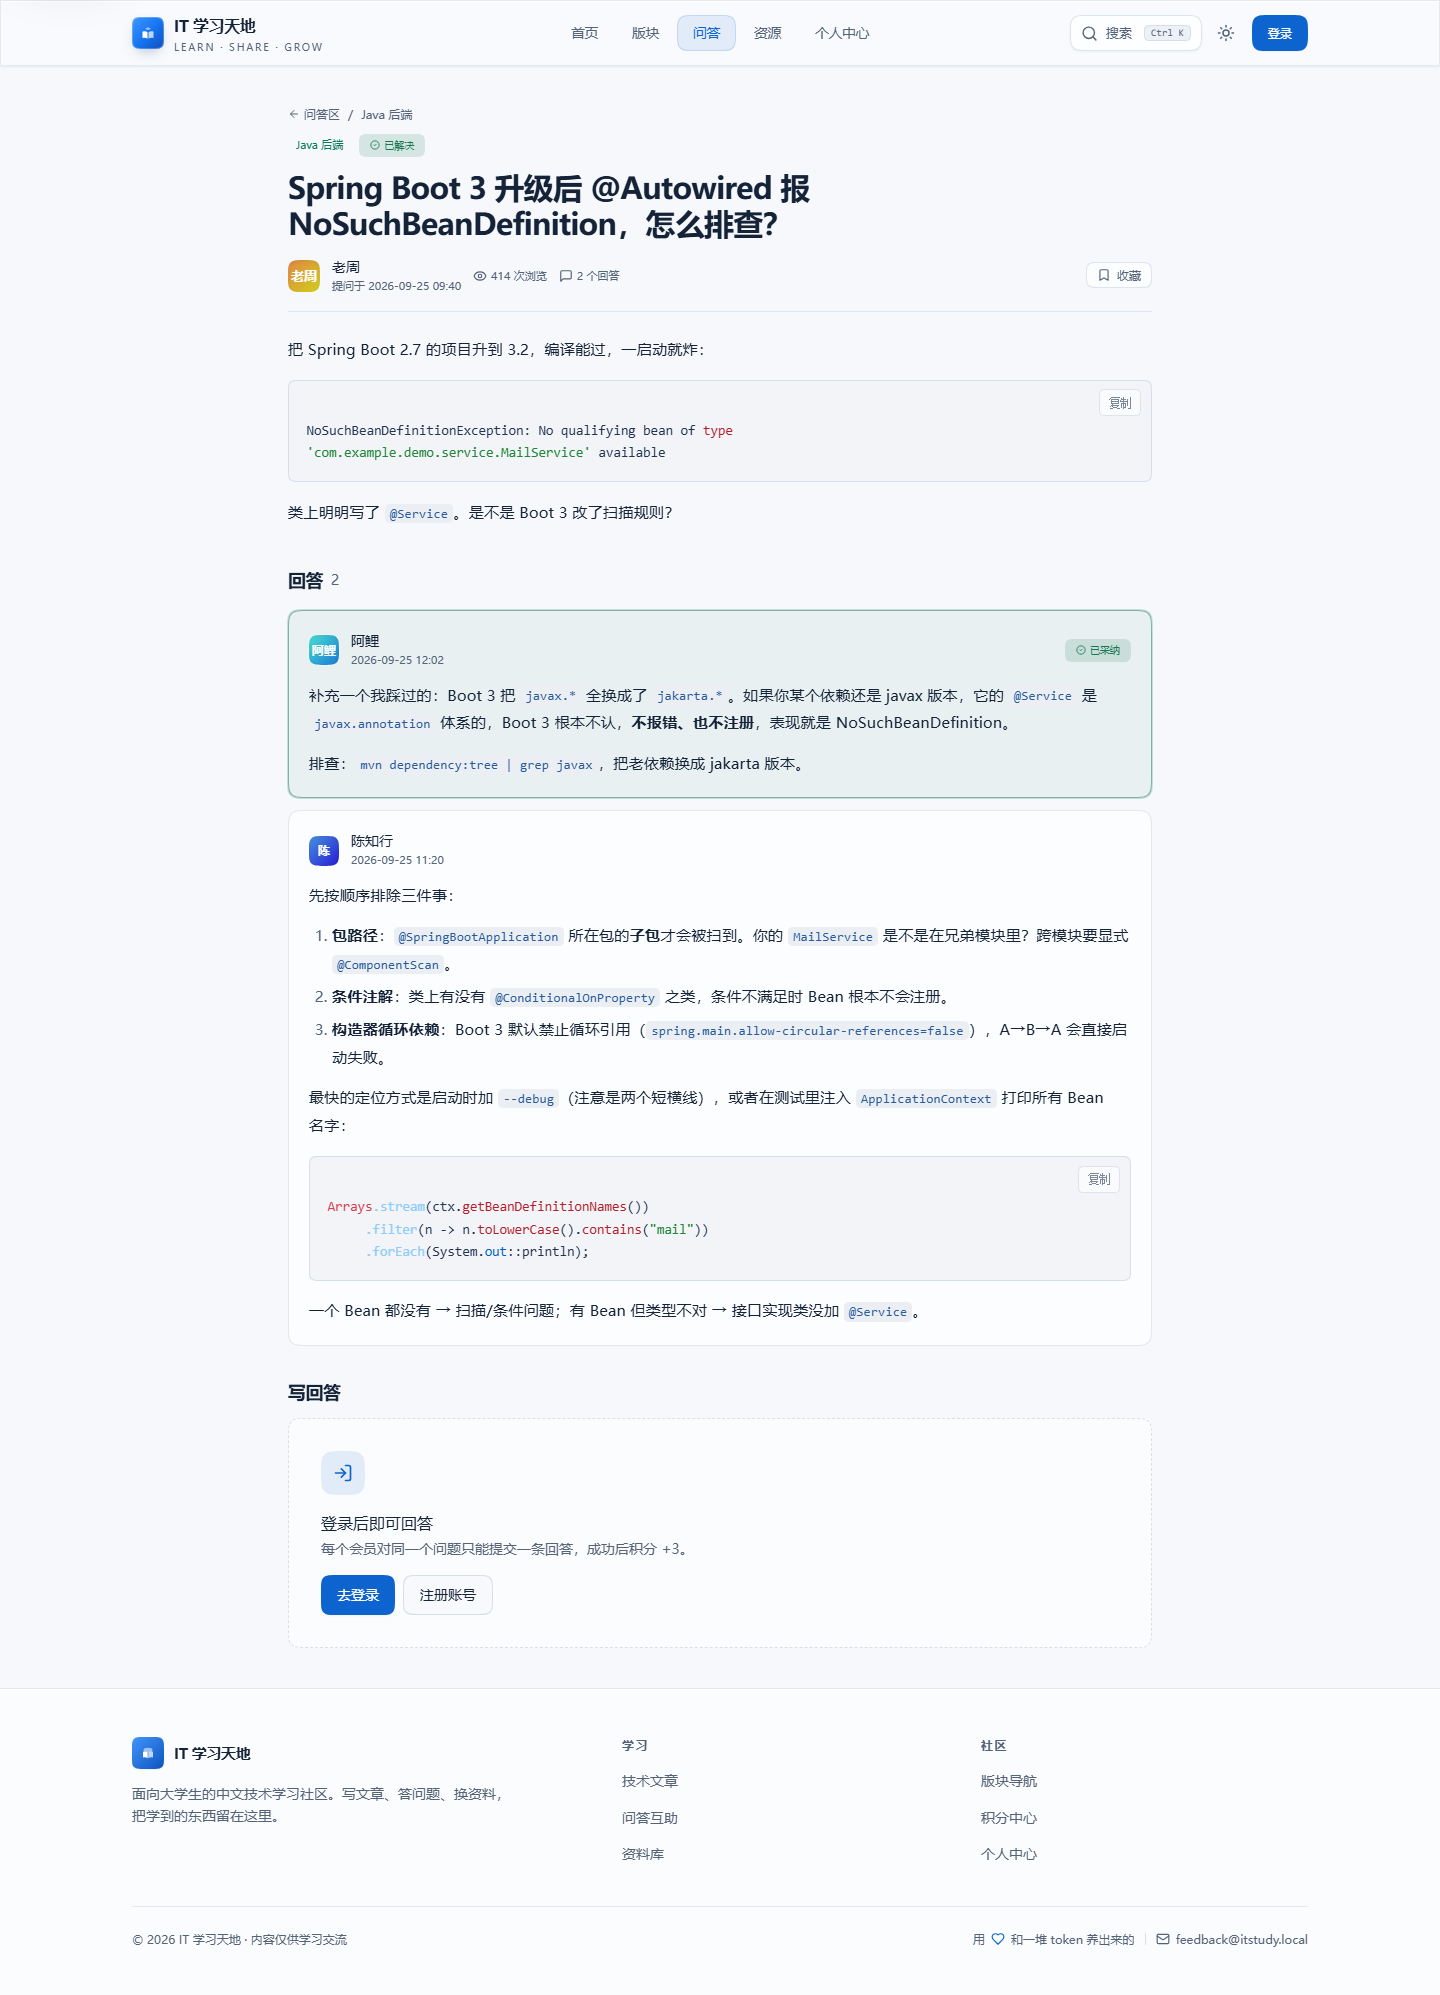 IT 学习天地
LEARN · SHARE · GROW
首页
版块
问答
资源
个人中心
搜索
Ctrl K
登录
← 问答区 / Java 后端
Java 后端
已解决
Spring Boot 3 升级后 @Autowired 报
NoSuchBeanDefinition，怎么排查？
老周
老周
提问于 2026-09-25 09:40
414 次浏览
2 个回答
收藏
把 Spring Boot 2.7 的项目升到 3.2，编译能过，一启动就炸：
复制
NoSuchBeanDefinitionException: No qualifying bean of type
'com.example.demo.service.MailService' available
类上明明写了 @Service。是不是 Boot 3 改了扫描规则？
回答 2
阿鲤
阿鲤
2026-09-25 12:02
已采纳
补充一个我踩过的：Boot 3 把 javax.* 全换成了 jakarta.*。如果你某个依赖还是 javax 版本，它的 @Service 是
javax.annotation 体系的，Boot 3 根本不认，不报错、也不注册，表现就是 NoSuchBeanDefinition。
排查： mvn dependency:tree | grep javax，把老依赖换成 jakarta 版本。
陈
陈知行
2026-09-25 11:20
先按顺序排除三件事：
1. 包路径：@SpringBootApplication 所在包的子包才会被扫到。你的 MailService 是不是在兄弟模块里？跨模块要显式
@ComponentScan。
2. 条件注解：类上有没有 @ConditionalOnProperty 之类，条件不满足时 Bean 根本不会注册。
3. 构造器循环依赖：Boot 3 默认禁止循环引用（spring.main.allow-circular-references=false），A→B→A 会直接启
动失败。
最快的定位方式是启动时加 --debug（注意是两个短横线），或者在测试里注入 ApplicationContext 打印所有 Bean
名字：
复制
Arrays.stream(ctx.getBeanDefinitionNames())
.filter(n -> n.toLowerCase().contains("mail"))
.forEach(System.out::println);
一个 Bean 都没有 → 扫描/条件问题；有 Bean 但类型不对 → 接口实现类没加 @Service。
写回答
登录后即可回答
每个会员对同一个问题只能提交一条回答，成功后积分 +3。
去登录
注册账号
IT 学习天地
面向大学生的中文技术学习社区。写文章、答问题、换资料，
把学到的东西留在这里。
学习
技术文章
问答互助
资料库
社区
版块导航
积分中心
个人中心
© 2026 IT 学习天地 · 内容仅供学习交流
用 ♡ 和一堆 token 养出来的
feedback@itstudy.local